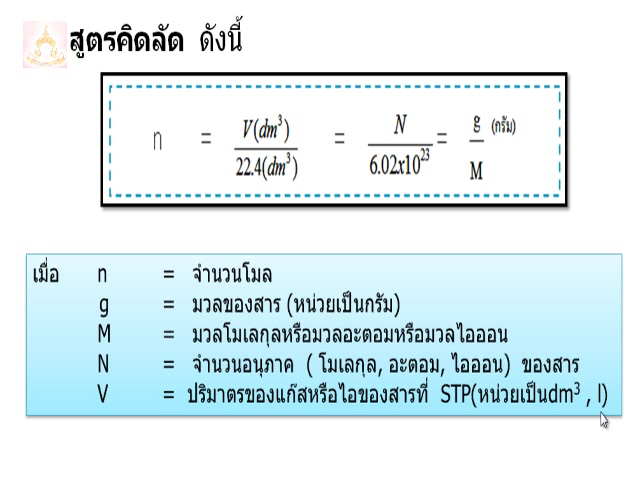 สูตรคิดลัด ดังนี้
n = V(dm³)/22.4(dm³) = N/6.02x10²³ = g (กรัม)/M
เมื่อ n = จำนวนโมล
g = มวลของสาร (หน่วยเป็นกรัม)
M = มวลโมเลกุลหรือมวลอะตอมหรือมวลไอออน
N = จำนวนอนุภาค ( โมเลกุล, อะตอม, ไอออน) ของสาร
V = ปริมาตรของแก๊สหรือไอของสารที่ STP(หน่วยเป็นdm³ , l)